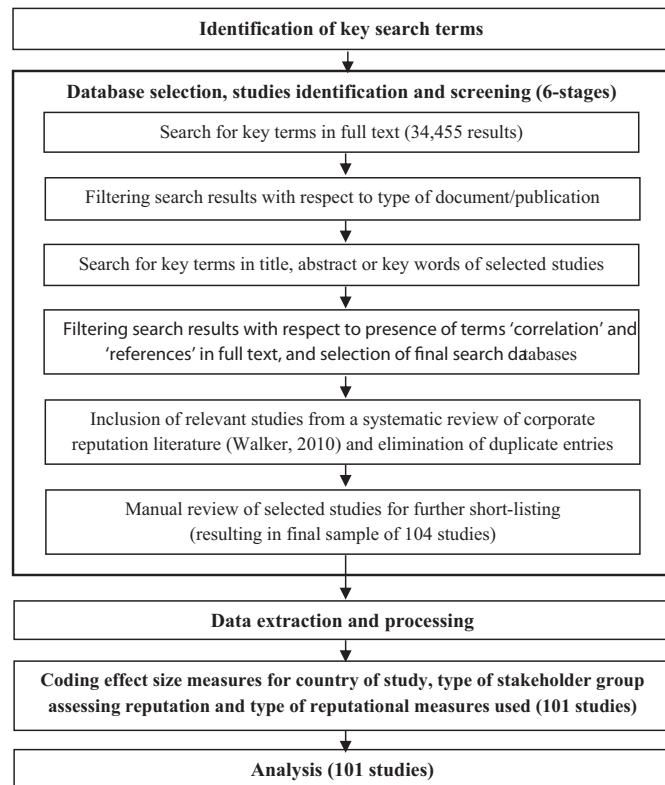 Identification of key search terms
Database selection, studies identification and screening (6-stages)
Search for key terms in full text (34,455 results)
Filtering search results with respect to type of document/publication
Search for key terms in title, abstract or key words of selected studies
Filtering search results with respect to presence of terms ‘correlation’ and
‘references’ in full text, and selection of final search databases
Inclusion of relevant studies from a systematic review of corporate
reputation literature (Walker, 2010) and elimination of duplicate entries
Manual review of selected studies for further short-listing
(resulting in final sample of 104 studies)
Data extraction and processing
Coding effect size measures for country of study, type of stakeholder group
assessing reputation and type of reputational measures used (101 studies)
Analysis (101 studies)